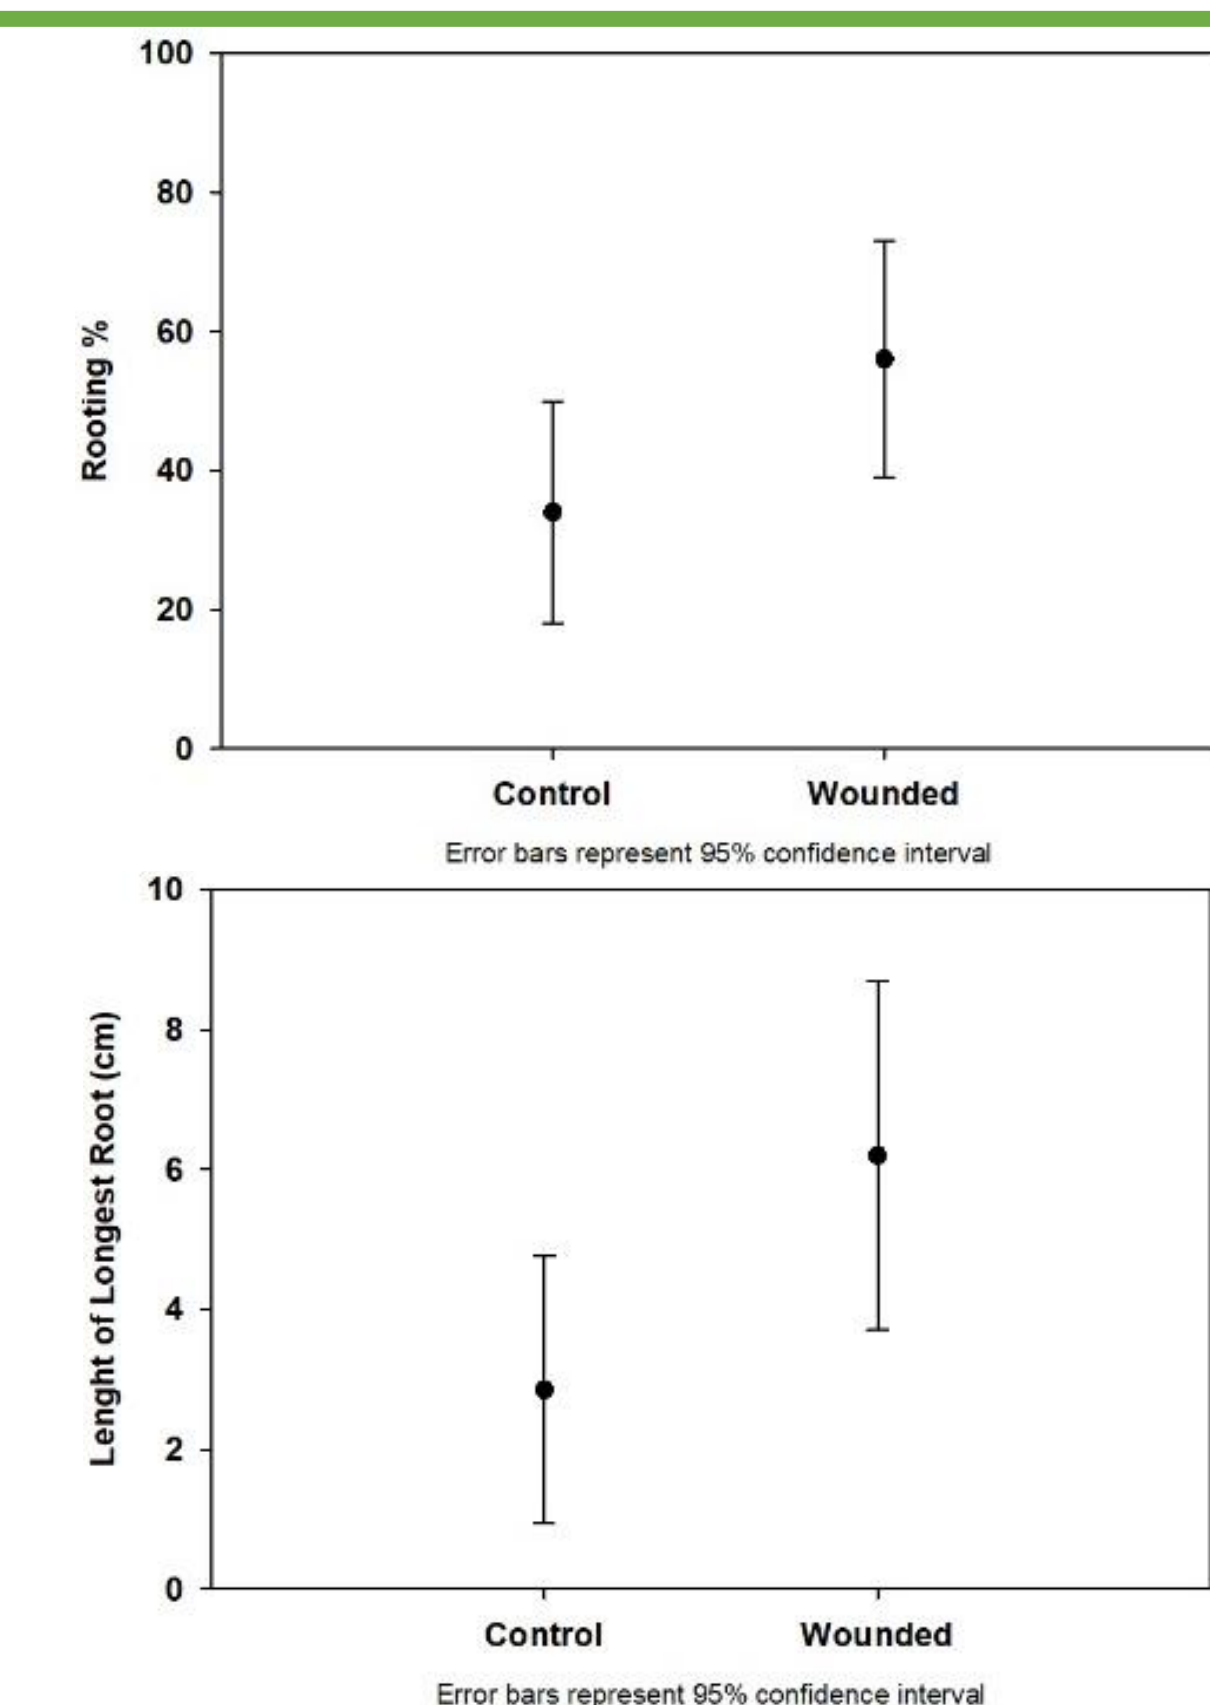 100
80
60
40
20
0
Rooting %
Control Wounded
Error bars represent 95% confidence interval
10
8
6
4
2
0
Lenght of Longest Root (cm)
Control Wounded
Error bars represent 95% confidence interval